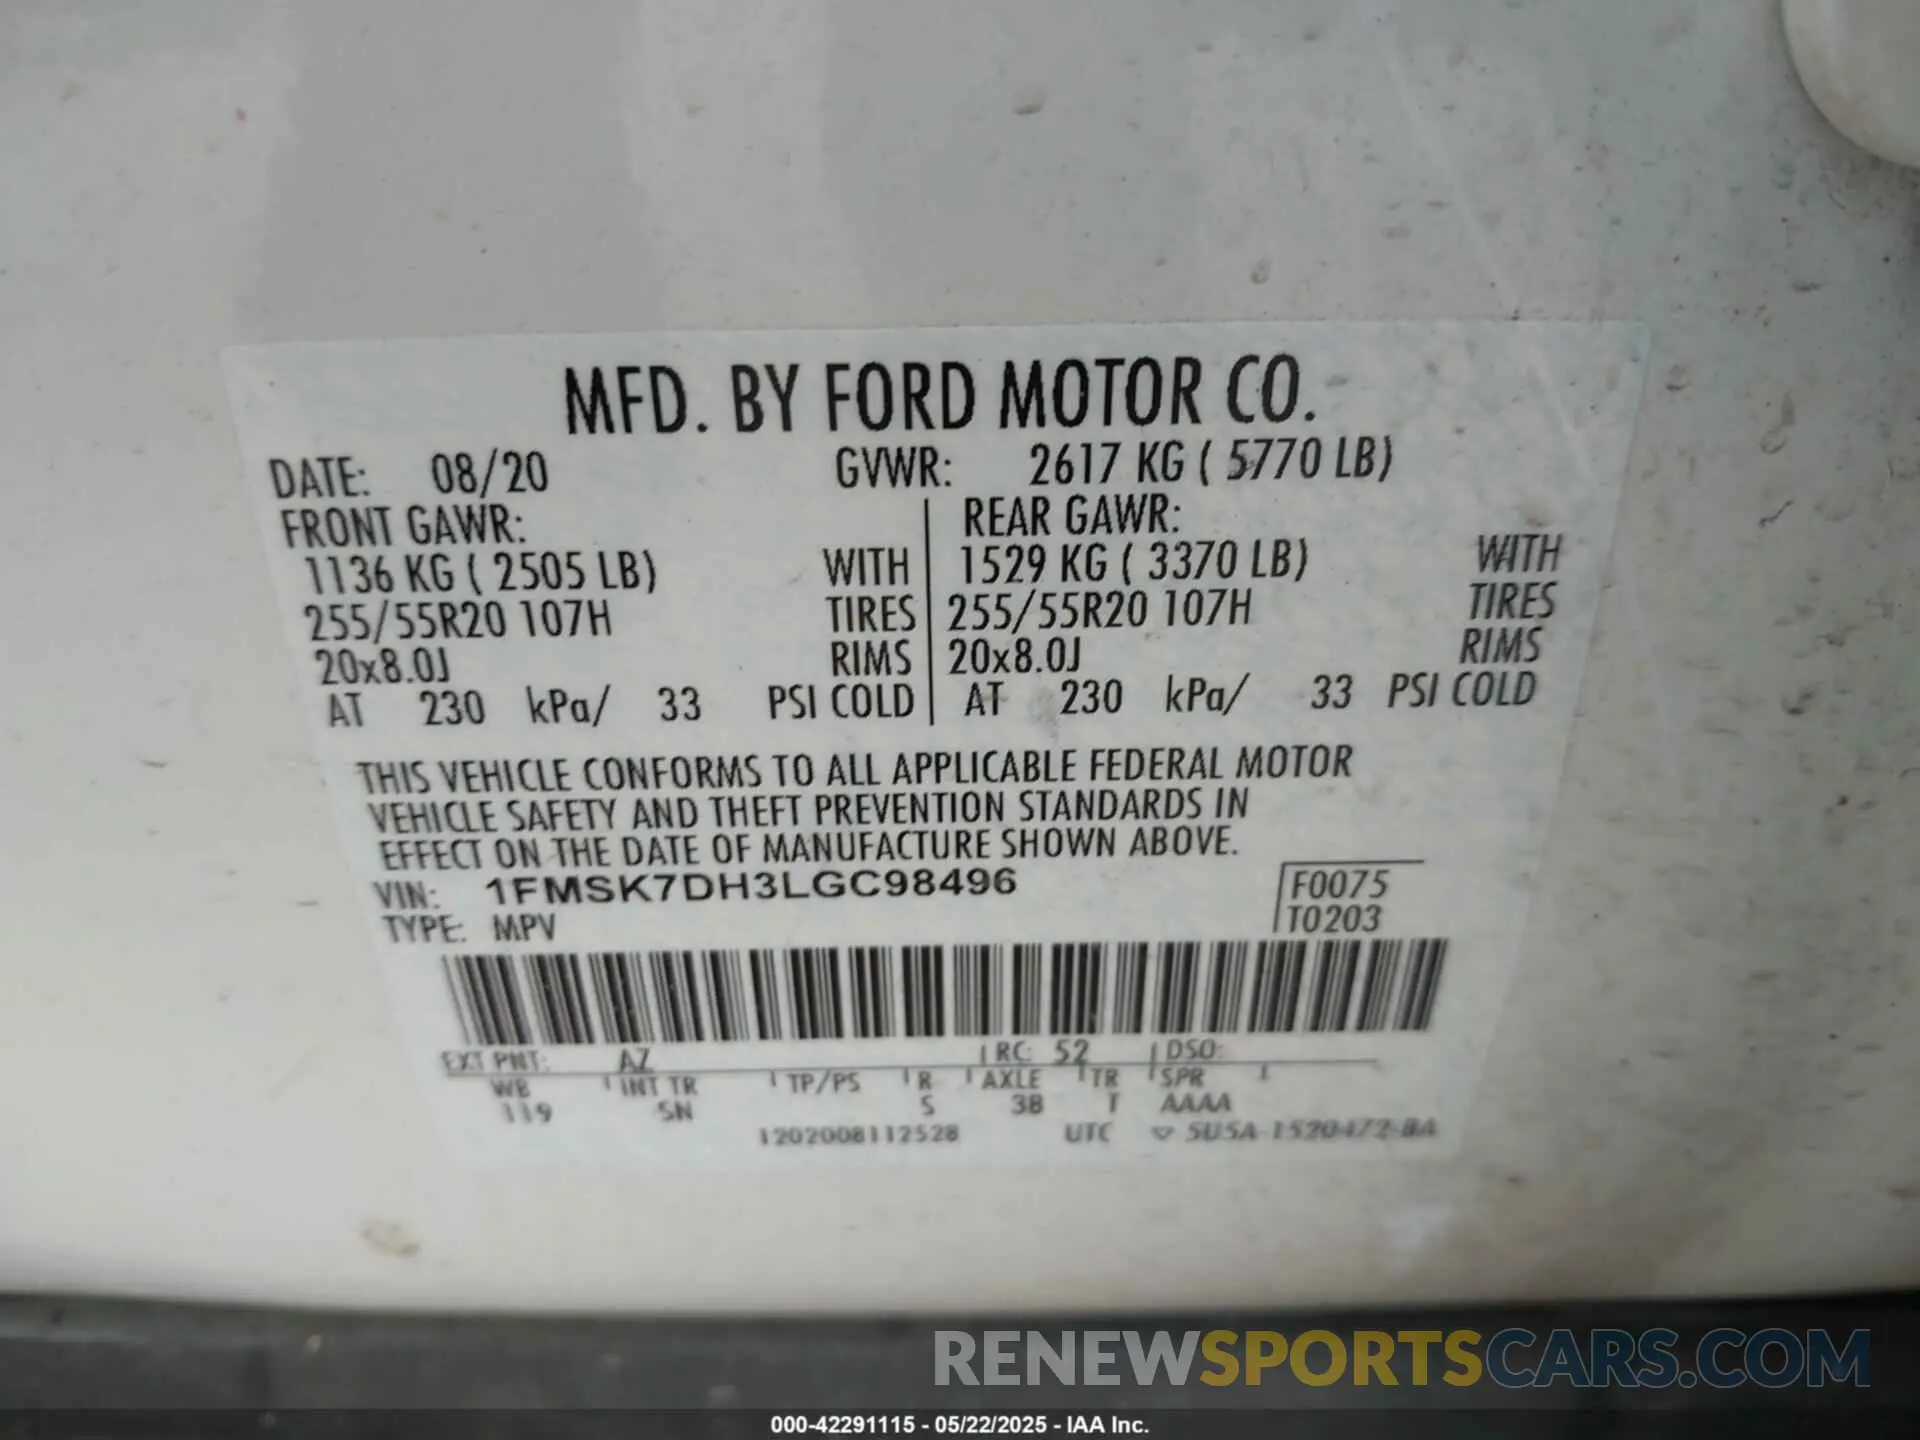 MFD. BY FORD MOTOR CO.
DATE: 08/20 GVWR: 2617 KG ( 5770 LB)
FRONT GAWR: REAR GAWR:
1136 KG ( 2505 LB) WITH 1529 KG ( 3370 LB) WITH
255/55R20 107H TIRES 255/55R20 107H TIRES
20x8.0J RIMS 20x8.0J RIMS
AT 230 kPa/ 33 PSI COLD AT 230 kPa/ 33 PSI COLD
THIS VEHICLE CONFORMS TO ALL APPLICABLE FEDERAL MOTOR
VEHICLE SAFETY AND THEFT PREVENTION STANDARDS IN
EFFECT ON THE DATE OF MANUFACTURE SHOWN ABOVE.
VIN: 1FMSK7DH3LGC98496 F0075
TYPE: MPV T0203
EXT PNT: AZ RC: 52 DSO:
WB INT TR TP/PS R AXLE TR SPR
119 SN S 3B T AAAA
1202008112528 UTC 5U5A-1520472-BA
RENEWSPORTSCARS.COM
000-42291115 - 05/22/2025 - IAA Inc.